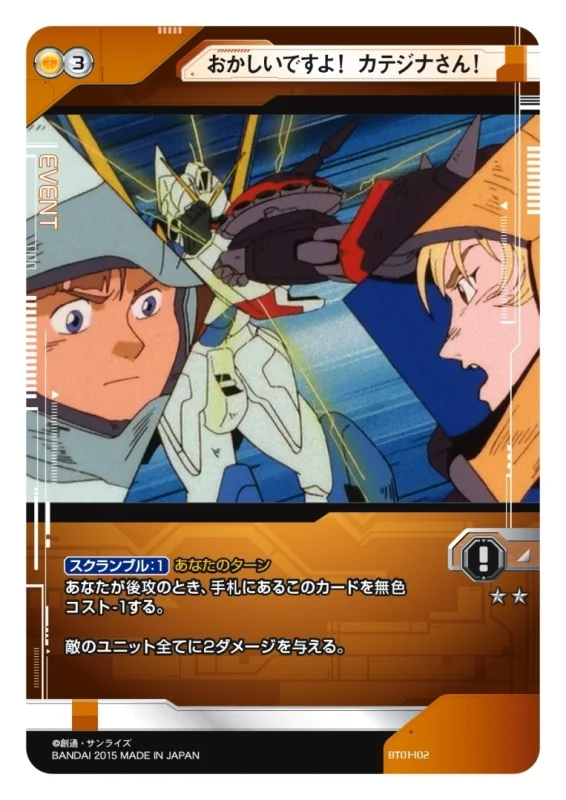 3
おかしいですよ！ カテジナさん！
EVENT
スクランブル：1 あなたのターン
あなたが後攻のとき、手札にあるこのカードを無色
コスト-1する。
敵のユニット全てに2ダメージを与える。
©創通・サンライズ
BANDAI 2015 MADE IN JAPAN
BT01-102